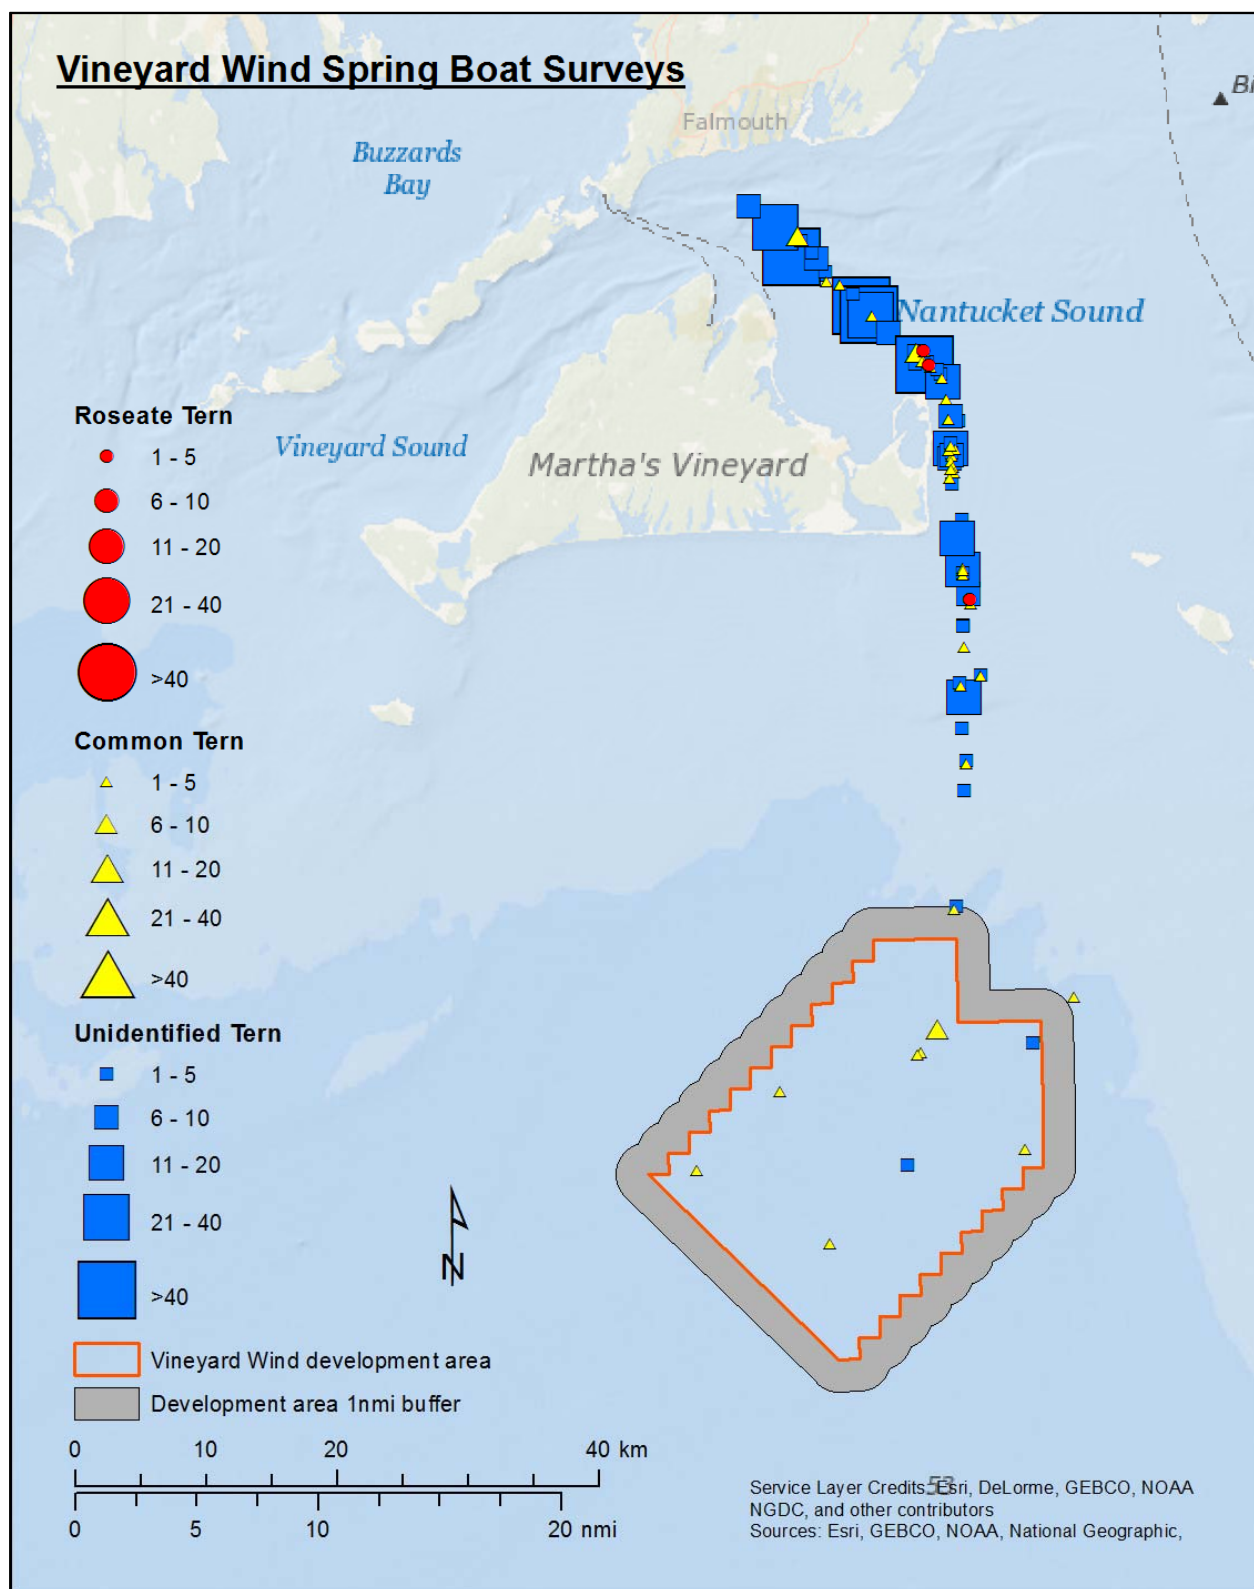 Vineyard Wind Spring Boat Surveys
Falmouth
Buzzards
Bay
Nantucket Sound
Vineyard Sound
Martha's Vineyard
Roseate Tern
1 - 5
6 - 10
11 - 20
21 - 40
>40
Common Tern
1 - 5
6 - 10
11 - 20
21 - 40
>40
Unidentified Tern
1 - 5
6 - 10
11 - 20
21 - 40
>40
Vineyard Wind development area
Development area 1nmi buffer
N
0 10 20 40 km
0 5 10 20 nmi
53
Service Layer Credits: Esri, DeLorme, GEBCO, NOAA
NGDC, and other contributors
Sources: Esri, GEBCO, NOAA, National Geographic,